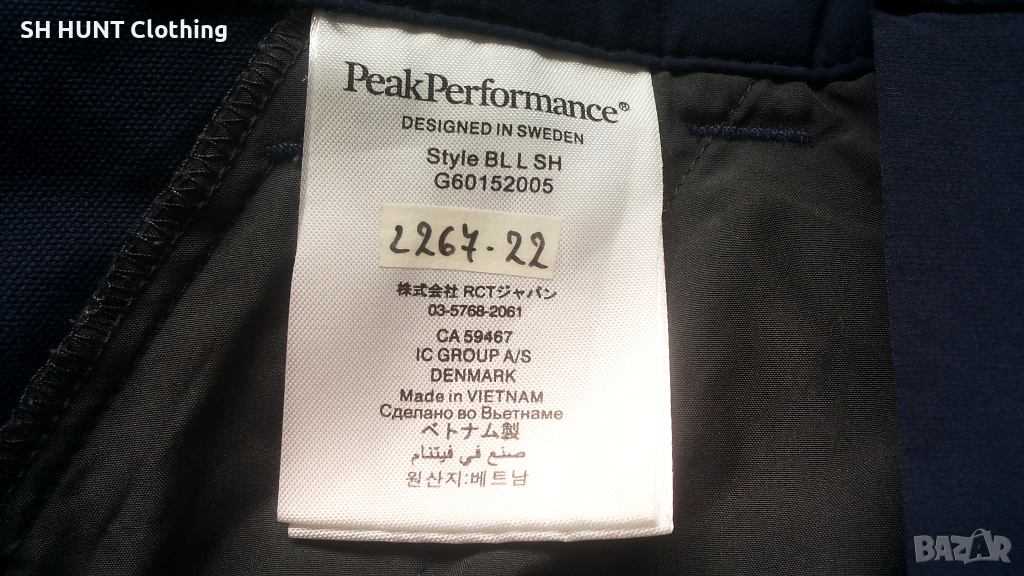 SH HUNT Clothing
PeakPerformance®
DESIGNED IN SWEDEN
Style BL L SH
G60152005
2267-22
株式会社 RCTジャパン
03-5768-2061
CA 59467
IC GROUP A/S
DENMARK
Made in VIETNAM
Сделано во Вьетнаме
ベトナム製
صنع في فيتنام
원산지:베트남
BAZAR